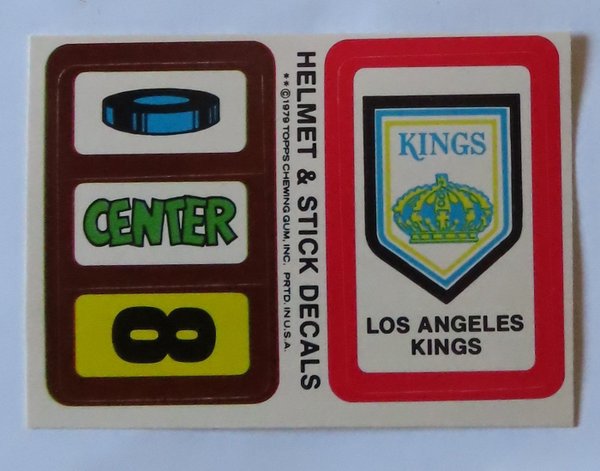 CENTER
8
HELMET & STICK DECALS
**©1979 TOPPS CHEWING GUM, INC. PRTD. IN U.S.A.
KINGS
LOS ANGELES
KINGS